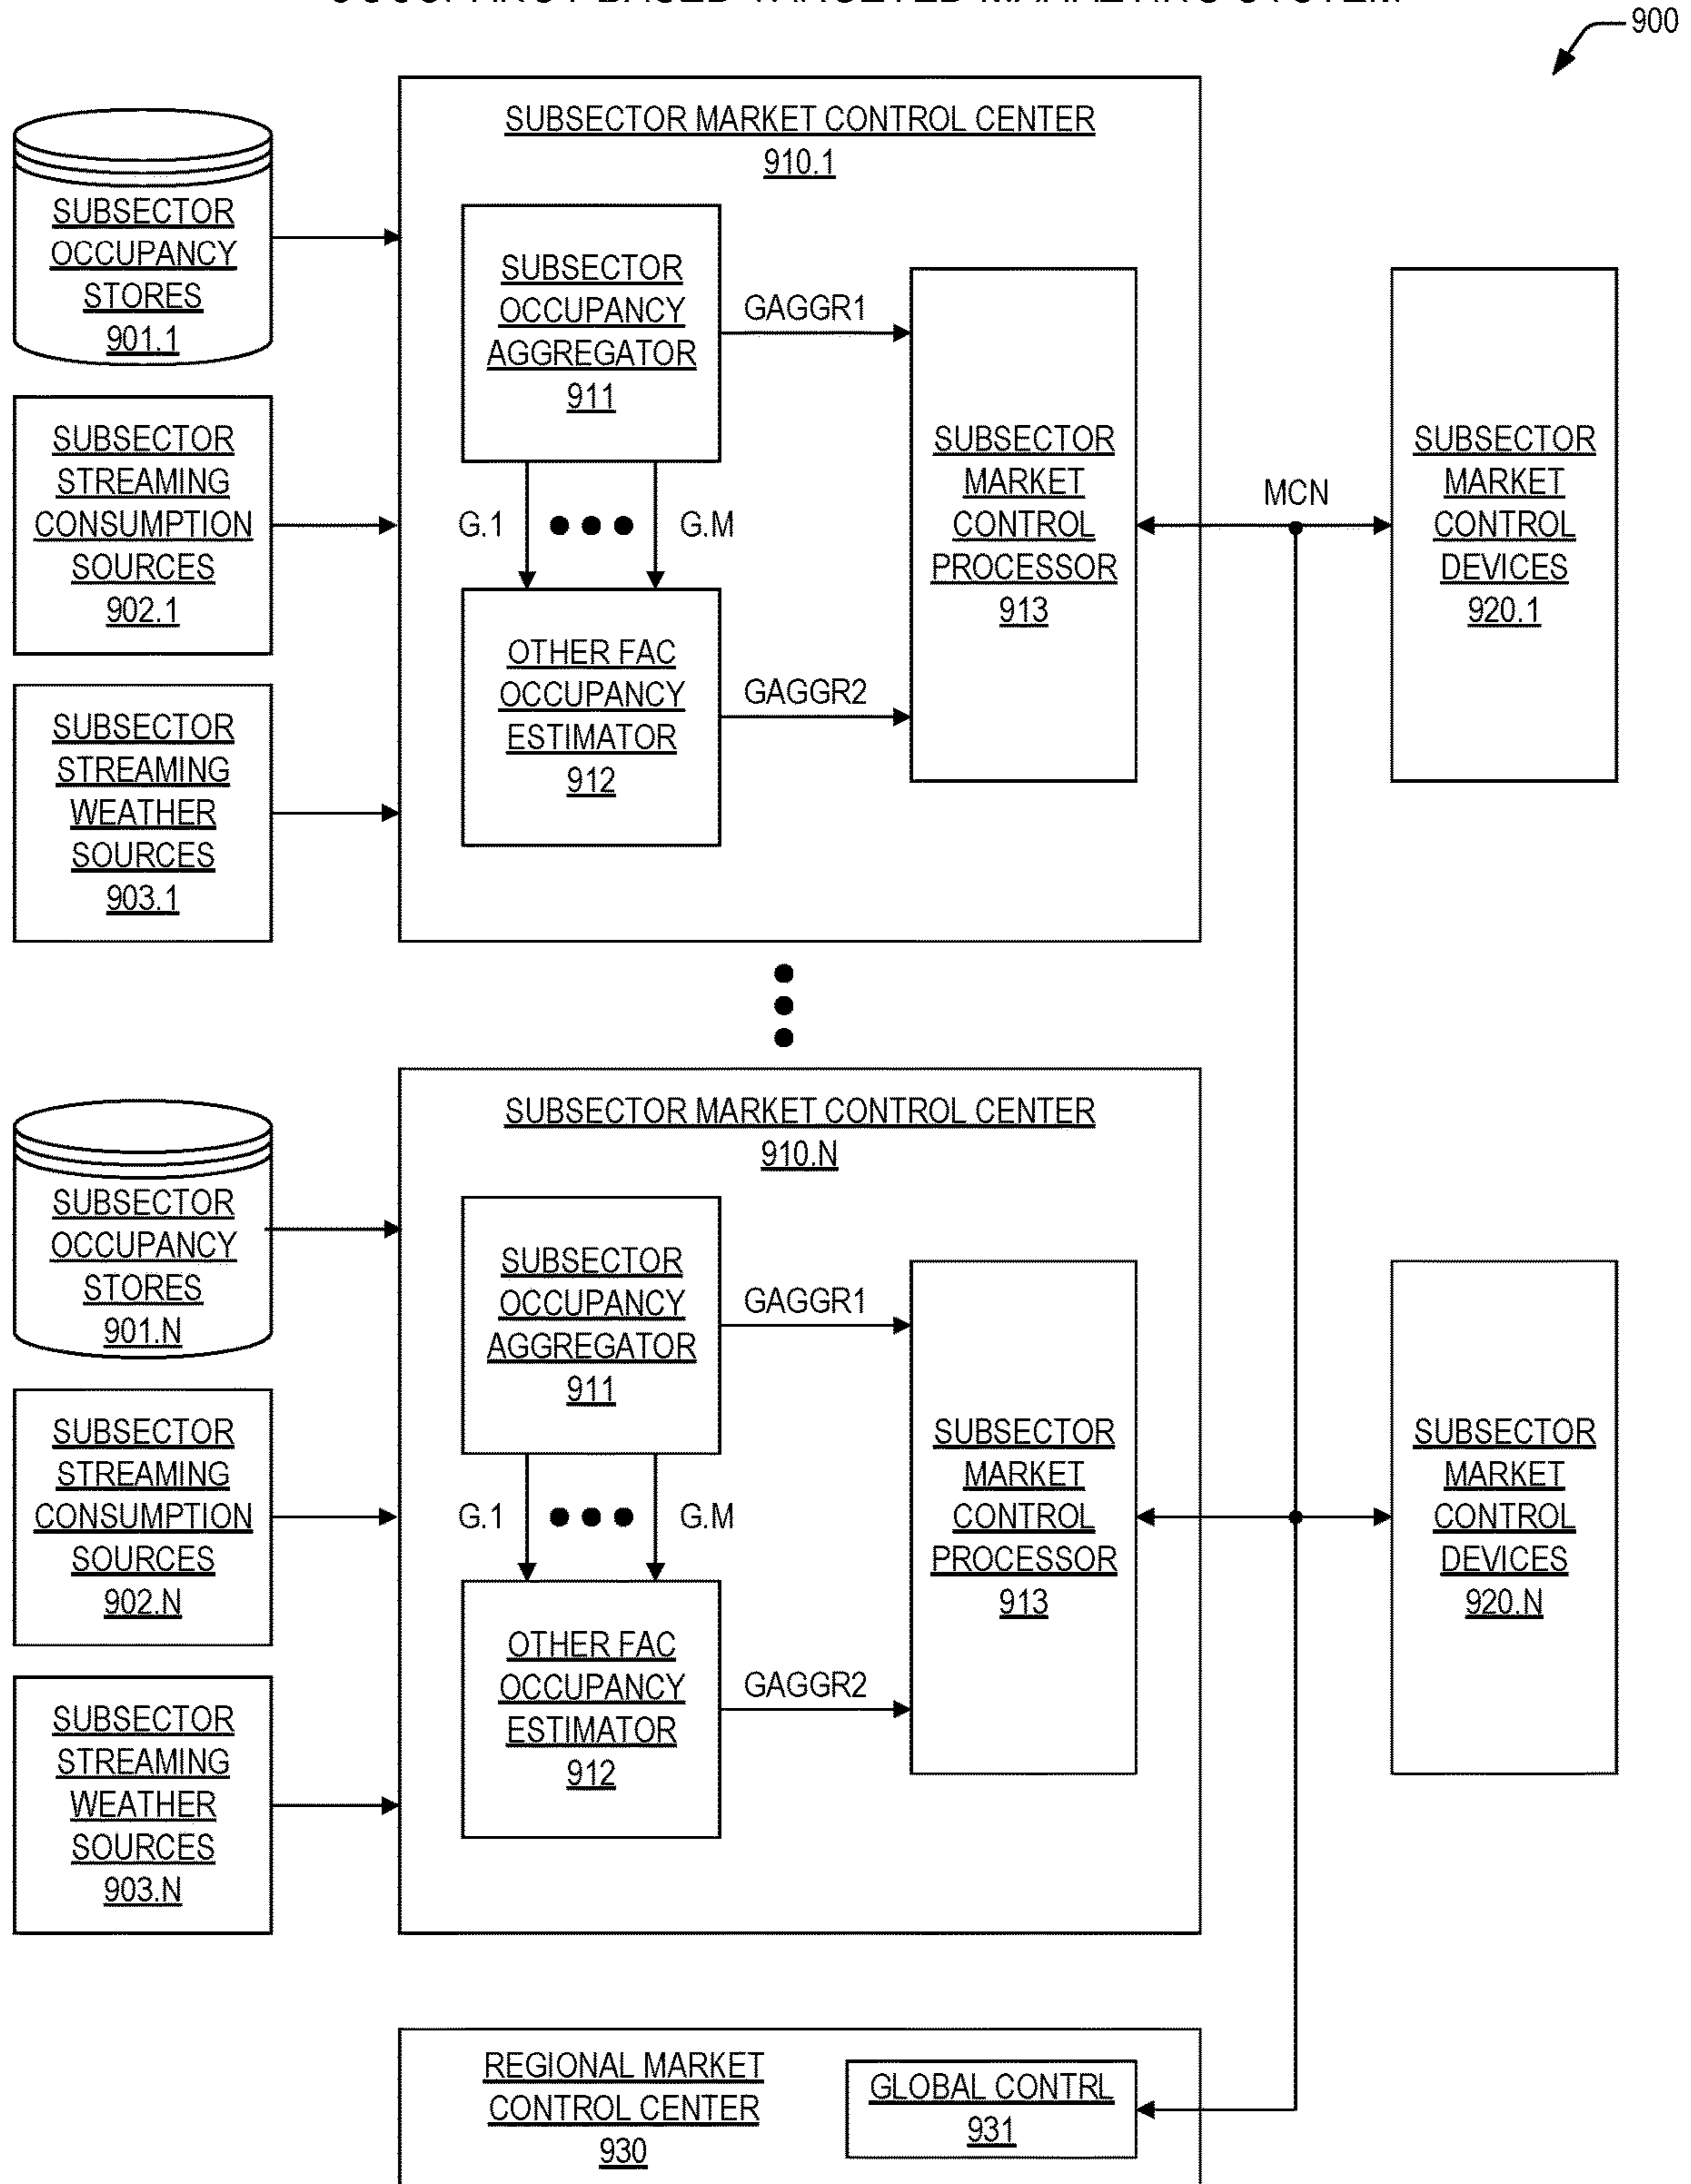 900
SUBSECTOR MARKET CONTROL CENTER
910.1
SUBSECTOR
OCCUPANCY
STORES
901.1
SUBSECTOR
STREAMING
CONSUMPTION
SOURCES
902.1
SUBSECTOR
STREAMING
WEATHER
SOURCES
903.1
SUBSECTOR
OCCUPANCY
AGGREGATOR
911
GAGGR1
G.1
G.M
OTHER FAC
OCCUPANCY
ESTIMATOR
912
GAGGR2
SUBSECTOR
MARKET
CONTROL
PROCESSOR
913
MCN
SUBSECTOR
MARKET
CONTROL
DEVICES
920.1
SUBSECTOR MARKET CONTROL CENTER
910.N
SUBSECTOR
OCCUPANCY
STORES
901.N
SUBSECTOR
STREAMING
CONSUMPTION
SOURCES
902.N
SUBSECTOR
STREAMING
WEATHER
SOURCES
903.N
SUBSECTOR
OCCUPANCY
AGGREGATOR
911
GAGGR1
G.1
G.M
OTHER FAC
OCCUPANCY
ESTIMATOR
912
GAGGR2
SUBSECTOR
MARKET
CONTROL
PROCESSOR
913
SUBSECTOR
MARKET
CONTROL
DEVICES
920.N
REGIONAL MARKET
CONTROL CENTER
930
GLOBAL CONTRL
931